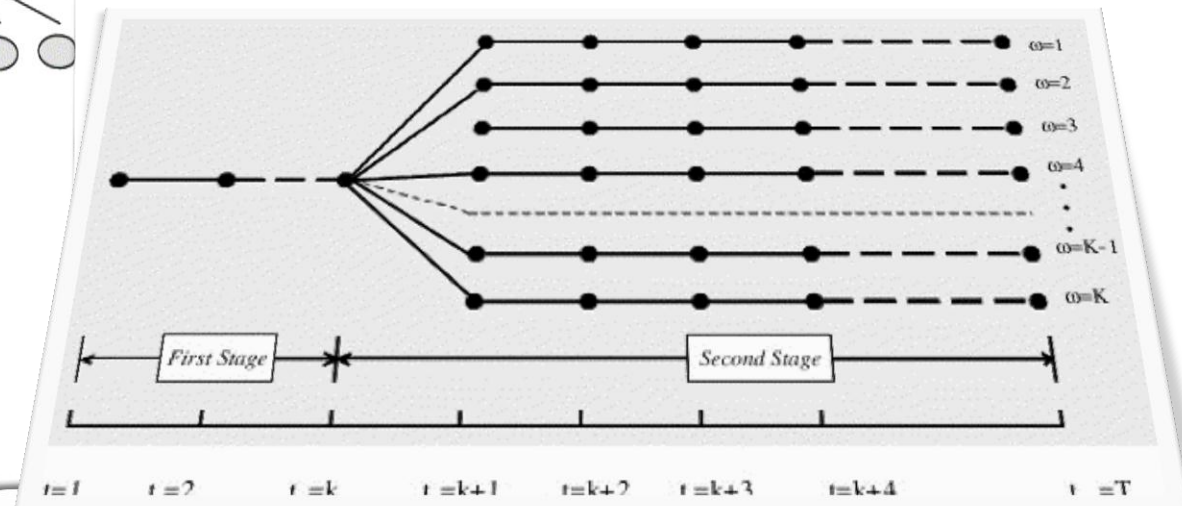 ω=1
ω=2
ω=3
ω=4
ω=K-1
ω=K
First Stage Second Stage
t=1 t =2 t =k t =k+1 t=k+2 t =k+3 t=k+4 t =T